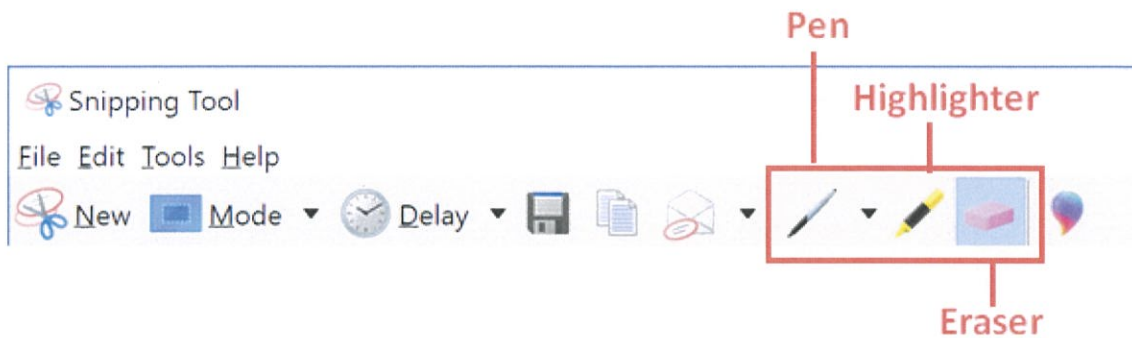 Pen
Snipping Tool
Highlighter
File Edit Tools Help
New Mode Delay
Eraser